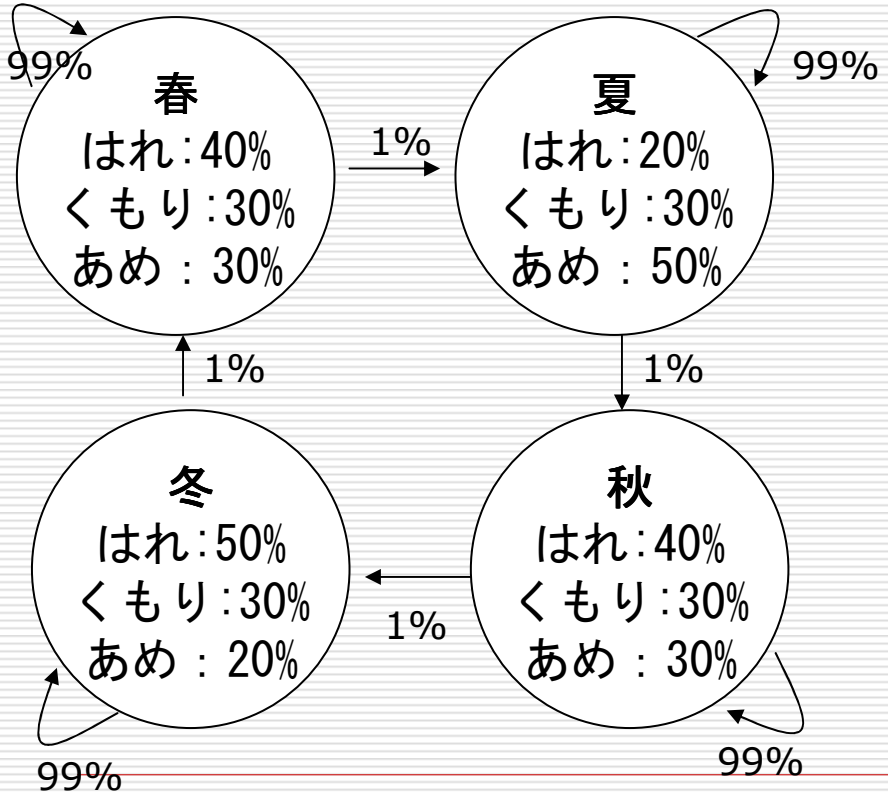 99%
春
はれ:40%
くもり:30%
あめ：30%
1%
夏
はれ:20%
くもり:30%
あめ：50%
99%
1%
1%
冬
はれ:50%
くもり:30%
あめ：20%
99%
1%
秋
はれ:40%
くもり:30%
あめ：30%
99%